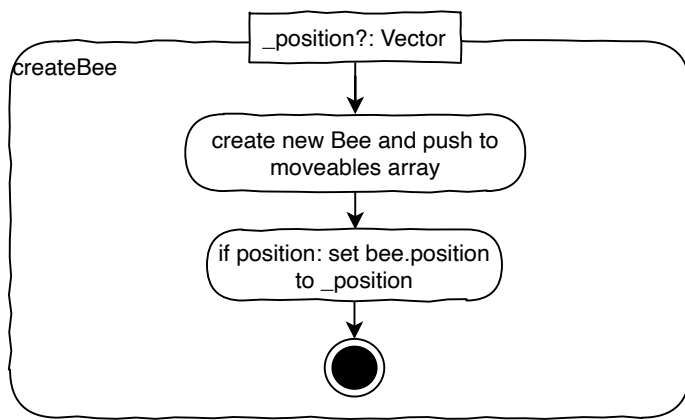 _position?: Vector
createBee
create new Bee and push to
moveables array
if position: set bee.position
to _position